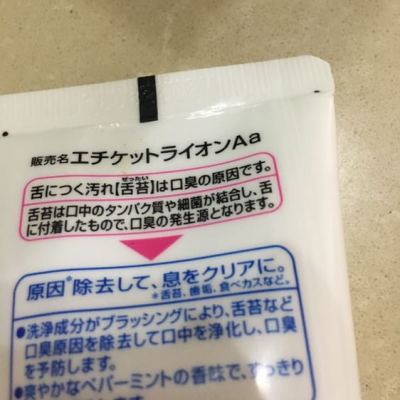 販売名エチケットライオンAa
舌につく汚れ【舌苔】は口臭の原因です。
ぜったい
舌苔は口中のタンパク質や細菌が結合し、舌
に付着したもので、口臭の発生源となります。
原因*除去して、息をクリアに。
*舌苔、歯垢、食べカスなど。
●洗浄成分がブラッシングにより、舌苔など
口臭原因を除去して口中を浄化し、口臭
を予防します。
●爽やかなペパーミントの香味で、すっきり